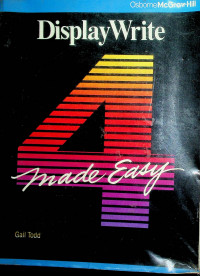 Osborne McGraw-Hill
DisplayWrite
4
made Easy
Gail Todd